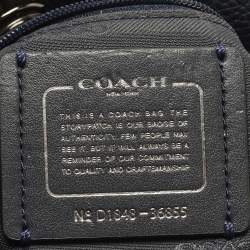 COACH
NEW YORK
THIS IS A COACH BAG. THE
STORYPATCH IS OUR BADGE OF
AUTHENTICITY. FEW PEOPLE MAY
SEE IT, BUT IT WILL ALWAYS BE A
REMINDER OF OUR COMMITMENT
TO QUALITY AND CRAFTSMANSHIP.
No D1848-36855